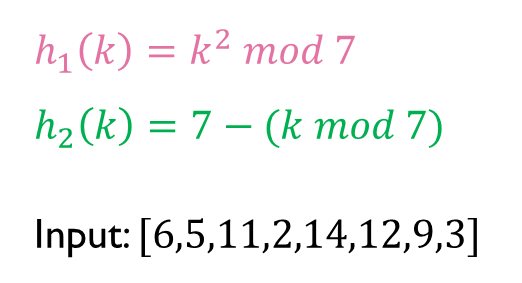 h₁(k) = k² mod 7
h₂(k) = 7 − (k mod 7)
Input: [6,5,11,2,14,12,9,3]